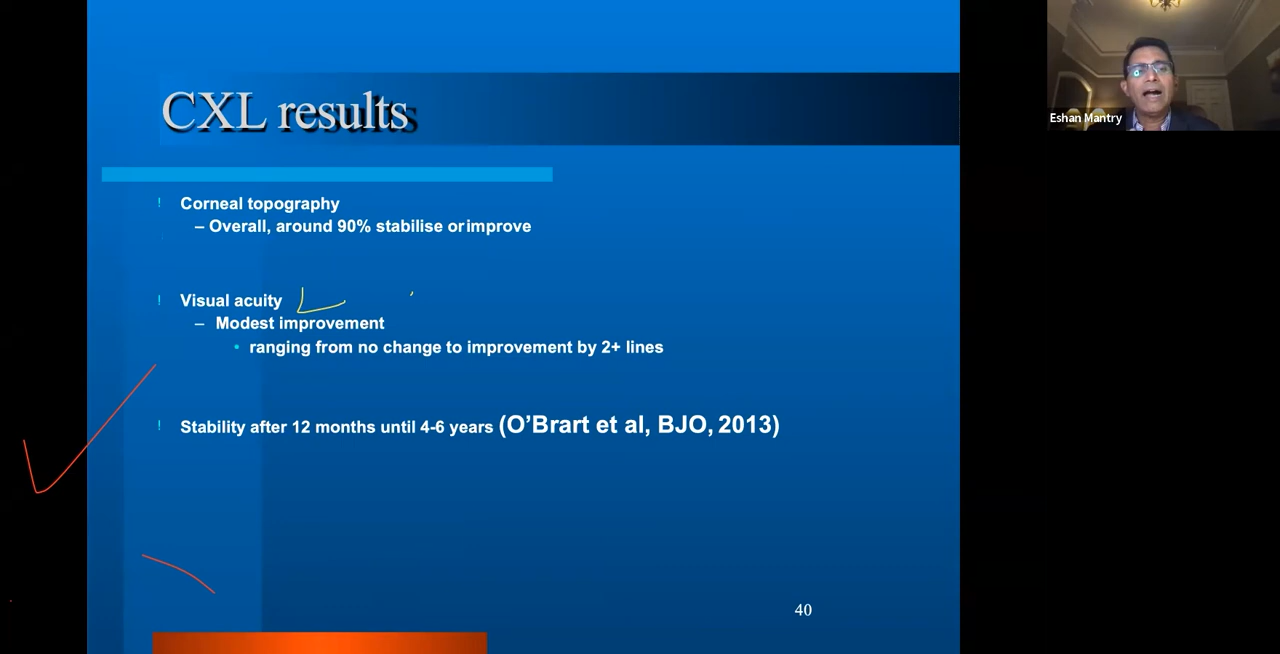 CXL results
Eshan Mantry
! Corneal topography
– Overall, around 90% stabilise or improve
! Visual acuity
– Modest improvement
• ranging from no change to improvement by 2+ lines
! Stability after 12 months until 4-6 years (O'Brart et al, BJO, 2013)
40